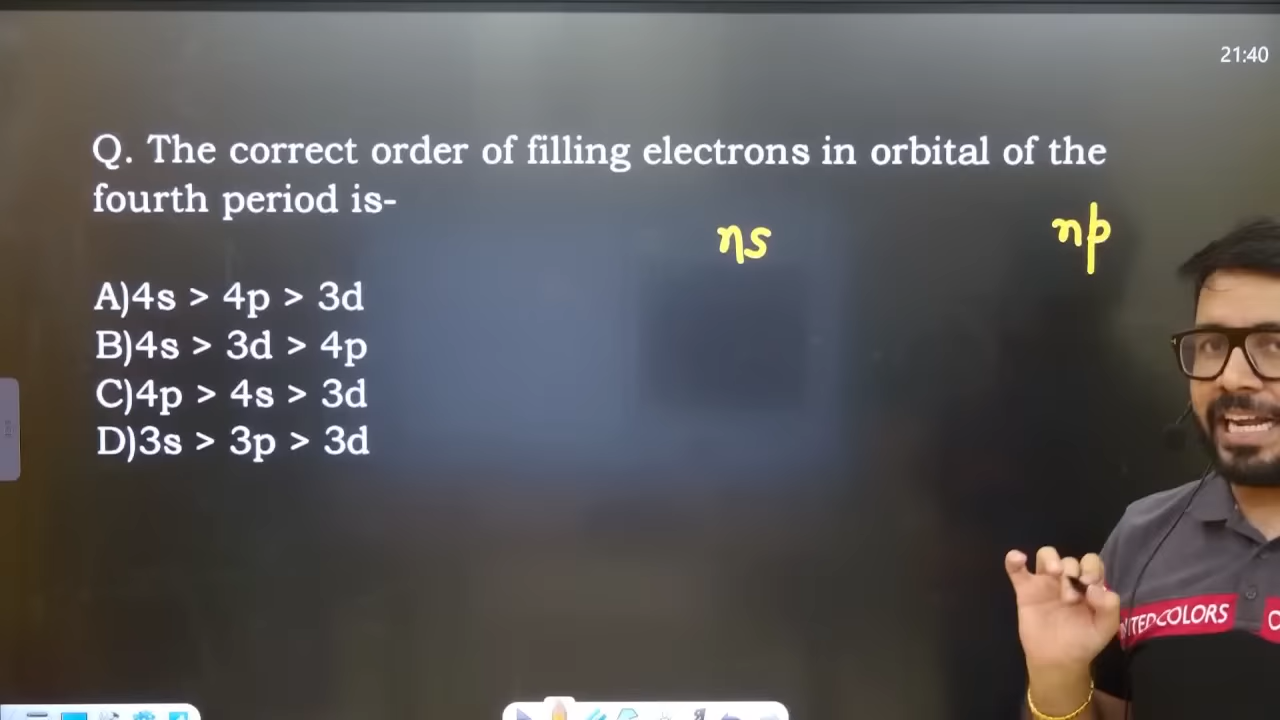 21:40
Q. The correct order of filling electrons in orbital of the
fourth period is-
ns np
A)4s > 4p > 3d
B)4s > 3d > 4p
C)4p > 4s > 3d
D)3s > 3p > 3d
ITEDCOLORS